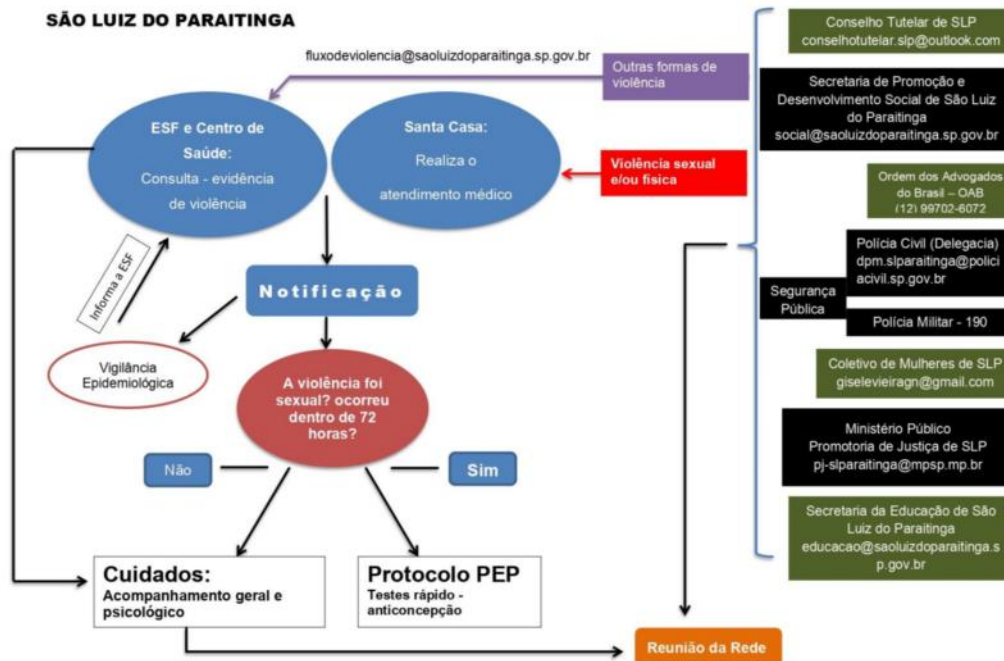 SÃO LUIZ DO PARAITINGA
fluxodeviolencia@saoluizdoparaitinga.sp.gov.br
Outras formas de
violência
ESF e Centro de
Saúde:
Consulta - evidência
de violência
Santa Casa:
Realiza o
atendimento médico
Violência sexual
e/ou física
Informa a ESF
Notificação
Vigilância
Epidemiológica
A violência foi
sexual? ocorreu
dentro de 72
horas?
Não
Sim
Cuidados:
Acompanhamento geral e
psicológico
Protocolo PEP
Testes rápido -
anticoncepção
Reunião da Rede
Conselho Tutelar de SLP
conselhotutelar.slp@outlook.com
Secretaria de Promoção e
Desenvolvimento Social de São Luiz
do Paraitinga
social@saoluizdoparaitinga.sp.gov.br
Ordem dos Advogados
do Brasil – OAB
(12) 99702-6072
Segurança
Pública
Polícia Civil (Delegacia)
dpm.slparaitinga@polici
acivil.sp.gov.br
Polícia Militar - 190
Coletivo de Mulheres de SLP
giselevieiragn@gmail.com
Ministério Público
Promotoria de Justiça de SLP
pj-slparaitinga@mpsp.mp.br
Secretaria da Educação de São
Luiz do Paraitinga
educacao@saoluizdoparaitinga.s
p.gov.br